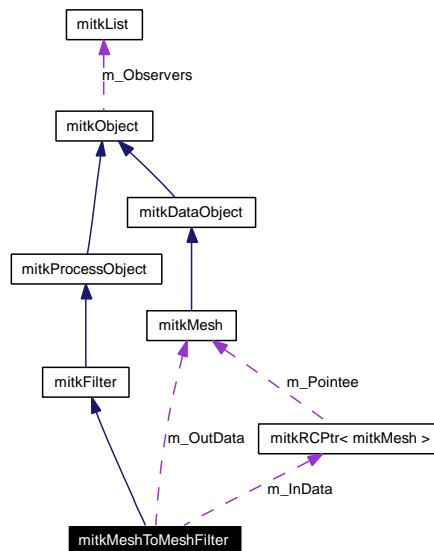 mitkList
m_Observers
mitkObject
mitkDataObject
mitkProcessObject
mitkMesh
mitkFilter
m_Pointee
m_OutData
mitkRCPtr< mitkMesh >
m_InData
mitkMeshToMeshFilter